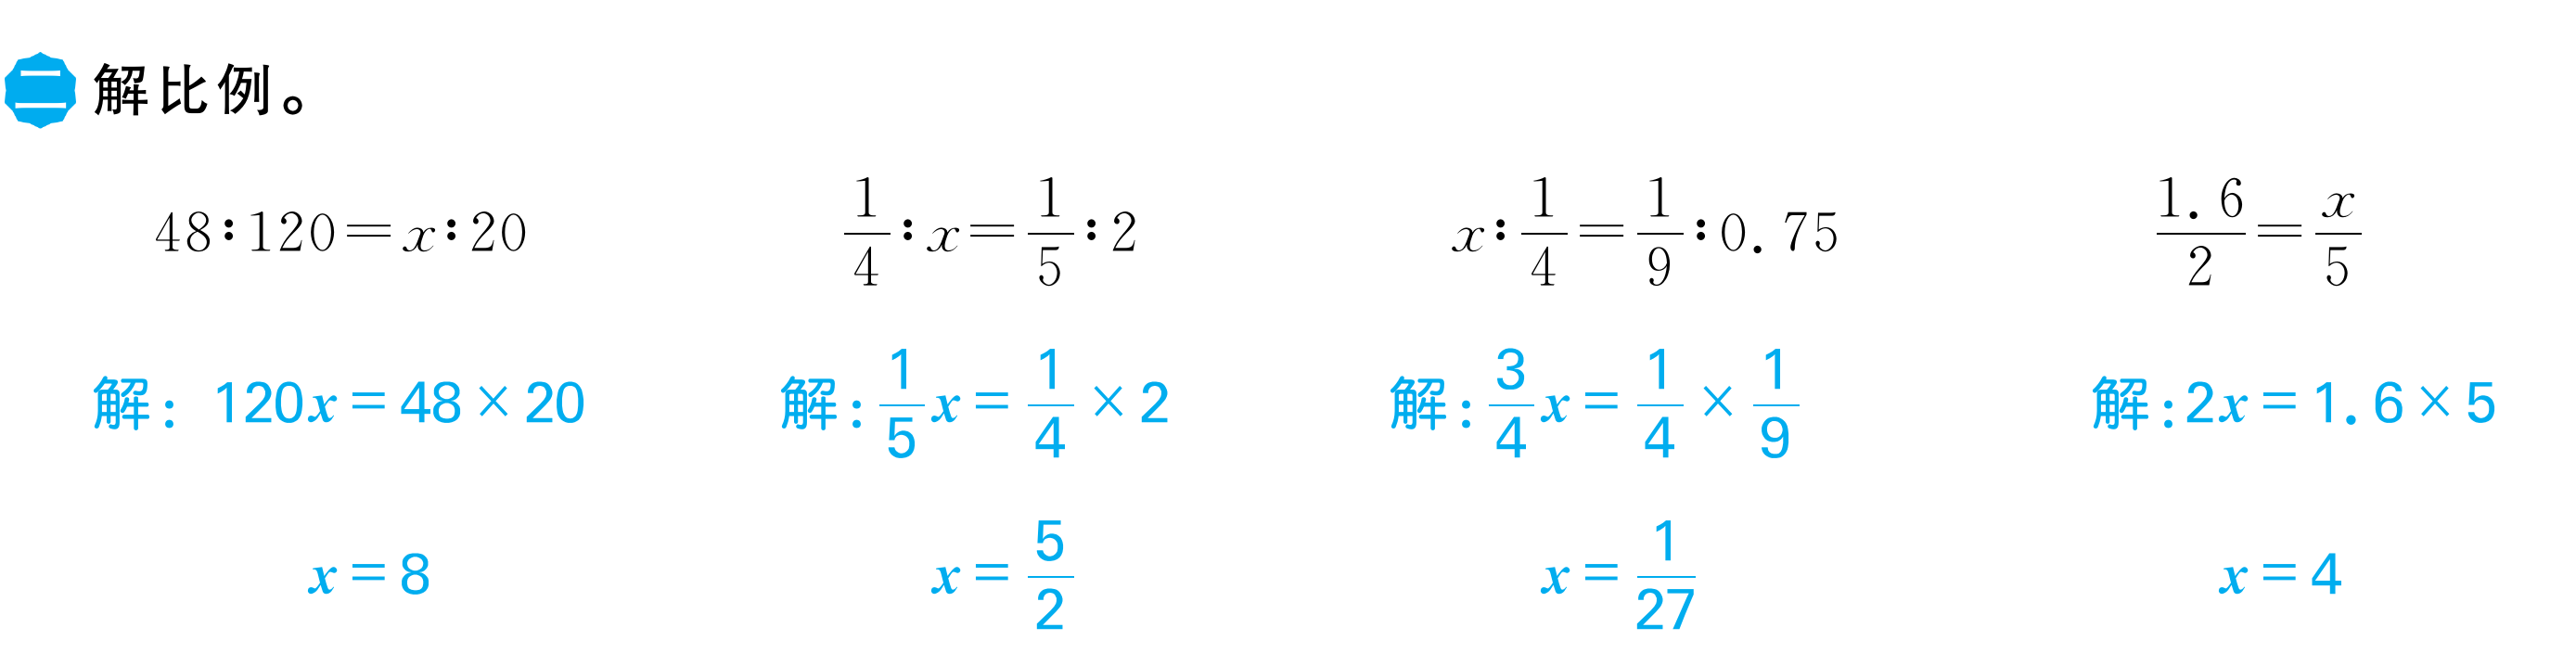 二 解比例。
48∶120=x∶20 1/4∶x=1/5∶2 x∶1/4=1/9∶0.75 1.6/2=x/5
解：120x=48×20 解：1/5x=1/4×2 解：3/4x=1/4×1/9 解：2x=1.6×5
x=8 x=5/2 x=1/27 x=4